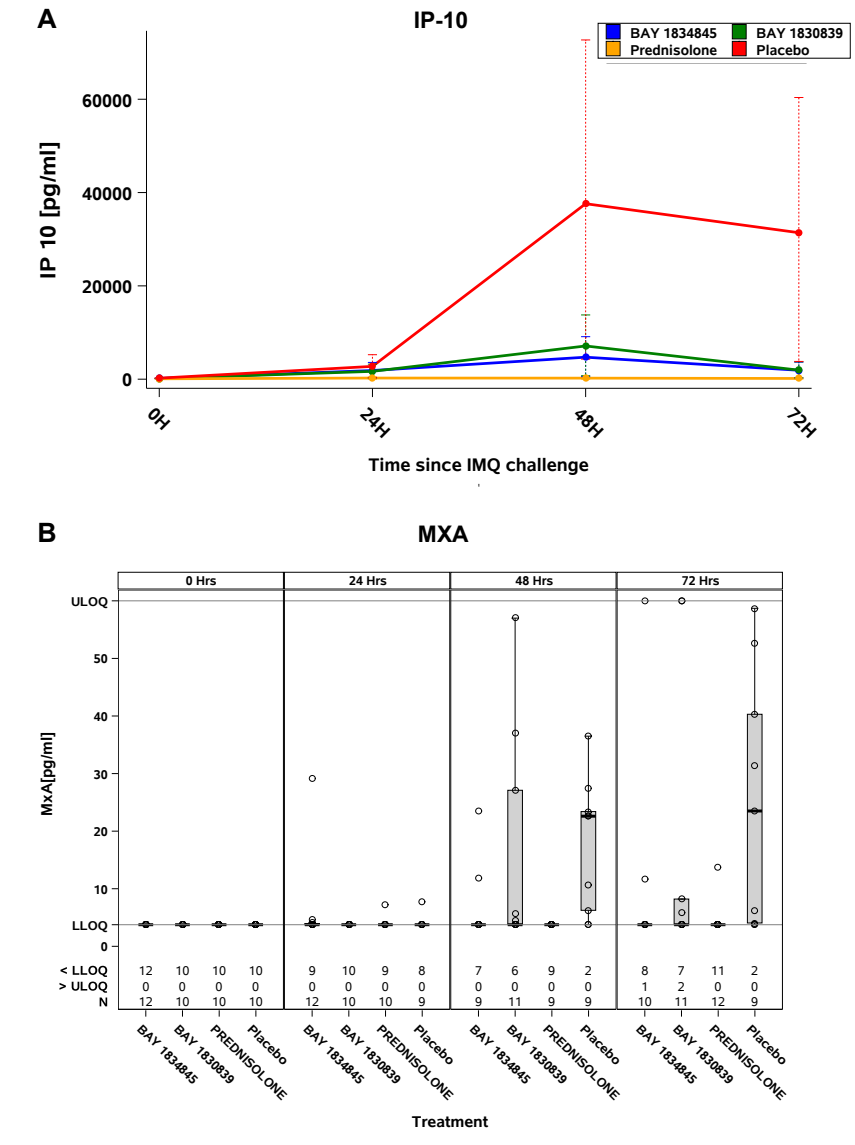 A
IP-10
BAY 1834845 BAY 1830839
Prednisolone Placebo
IP 10 [pg/ml]
60000
40000
20000
0
0H 24H 48H 72H
Time since IMQ challenge
B
MXA
0 Hrs 24 Hrs 48 Hrs 72 Hrs
MxA[pg/ml]
ULOQ
50
40
30
20
10
LLOQ
0
< LLOQ 12 10 10 10 9 10 9 8 7 6 9 2 8 7 11 2
> ULOQ 0 0 0 0 0 0 0 0 0 0 0 0 1 2 0 0
N 12 10 10 10 12 10 10 9 9 11 9 9 10 11 12 9
BAY 1834845 BAY 1830839 PREDNISOLONE Placebo BAY 1834845 BAY 1830839 PREDNISOLONE Placebo BAY 1834845 BAY 1830839 PREDNISOLONE Placebo BAY 1834845 BAY 1830839 PREDNISOLONE Placebo
Treatment